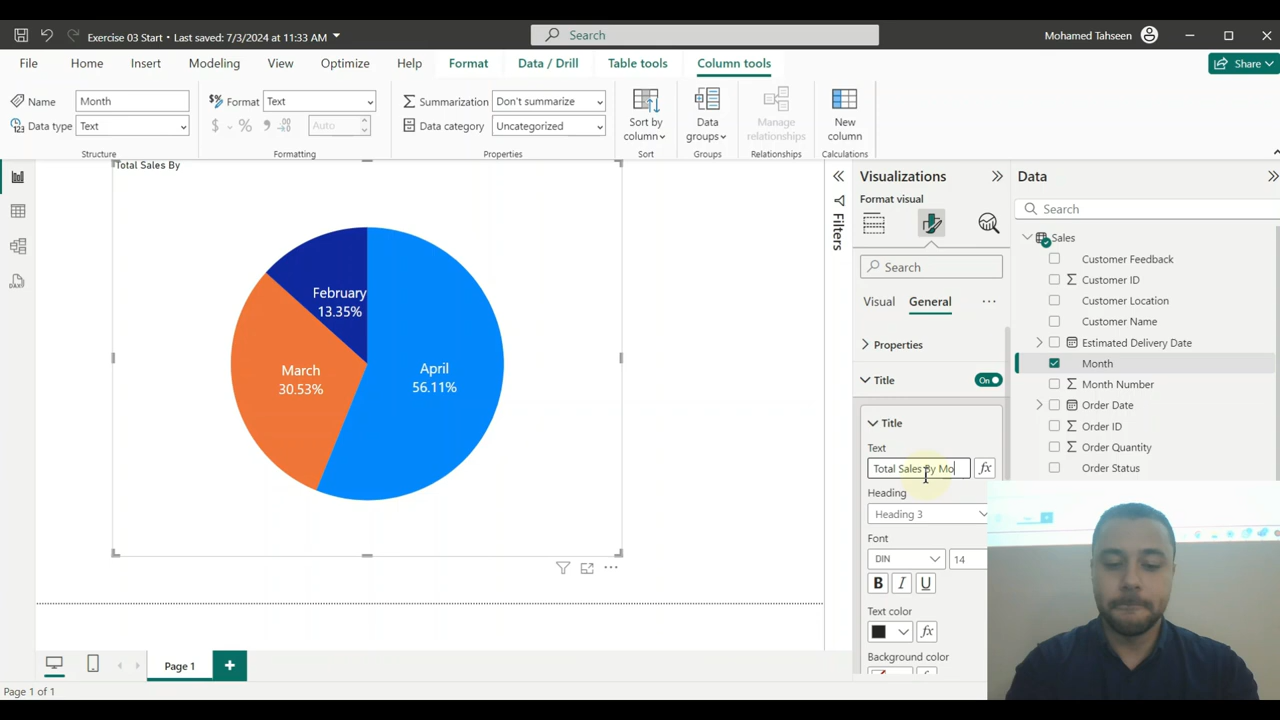 Exercise 03 Start • Last saved: 7/3/2024 at 11:33 AM
Search
Mohamed Tahseen
File Home Insert Modeling View Optimize Help Format Data / Drill Table tools Column tools
Share
Name Month
Data type Text
Structure
Format Text
$ % 9 Auto
Formatting
Summarization Don't summarize
Data category Uncategorized
Properties
Sort by column
Sort
Data groups
Groups
Manage relationships
Relationships
New column
Calculations
Total Sales By
February
13.35%
March
30.53%
April
56.11%
Filters
Visualizations
Format visual
Search
Visual General
Properties
Title On
Title
Text
Total Sales By Mo
fx
Heading
Heading 3
Font
DIN 14
B I U
Text color
fx
Background color
Data
Search
Sales
Customer Feedback
Customer ID
Customer Location
Customer Name
Estimated Delivery Date
Month
Month Number
Order Date
Order ID
Order Quantity
Order Status
Page 1
Page 1 of 1